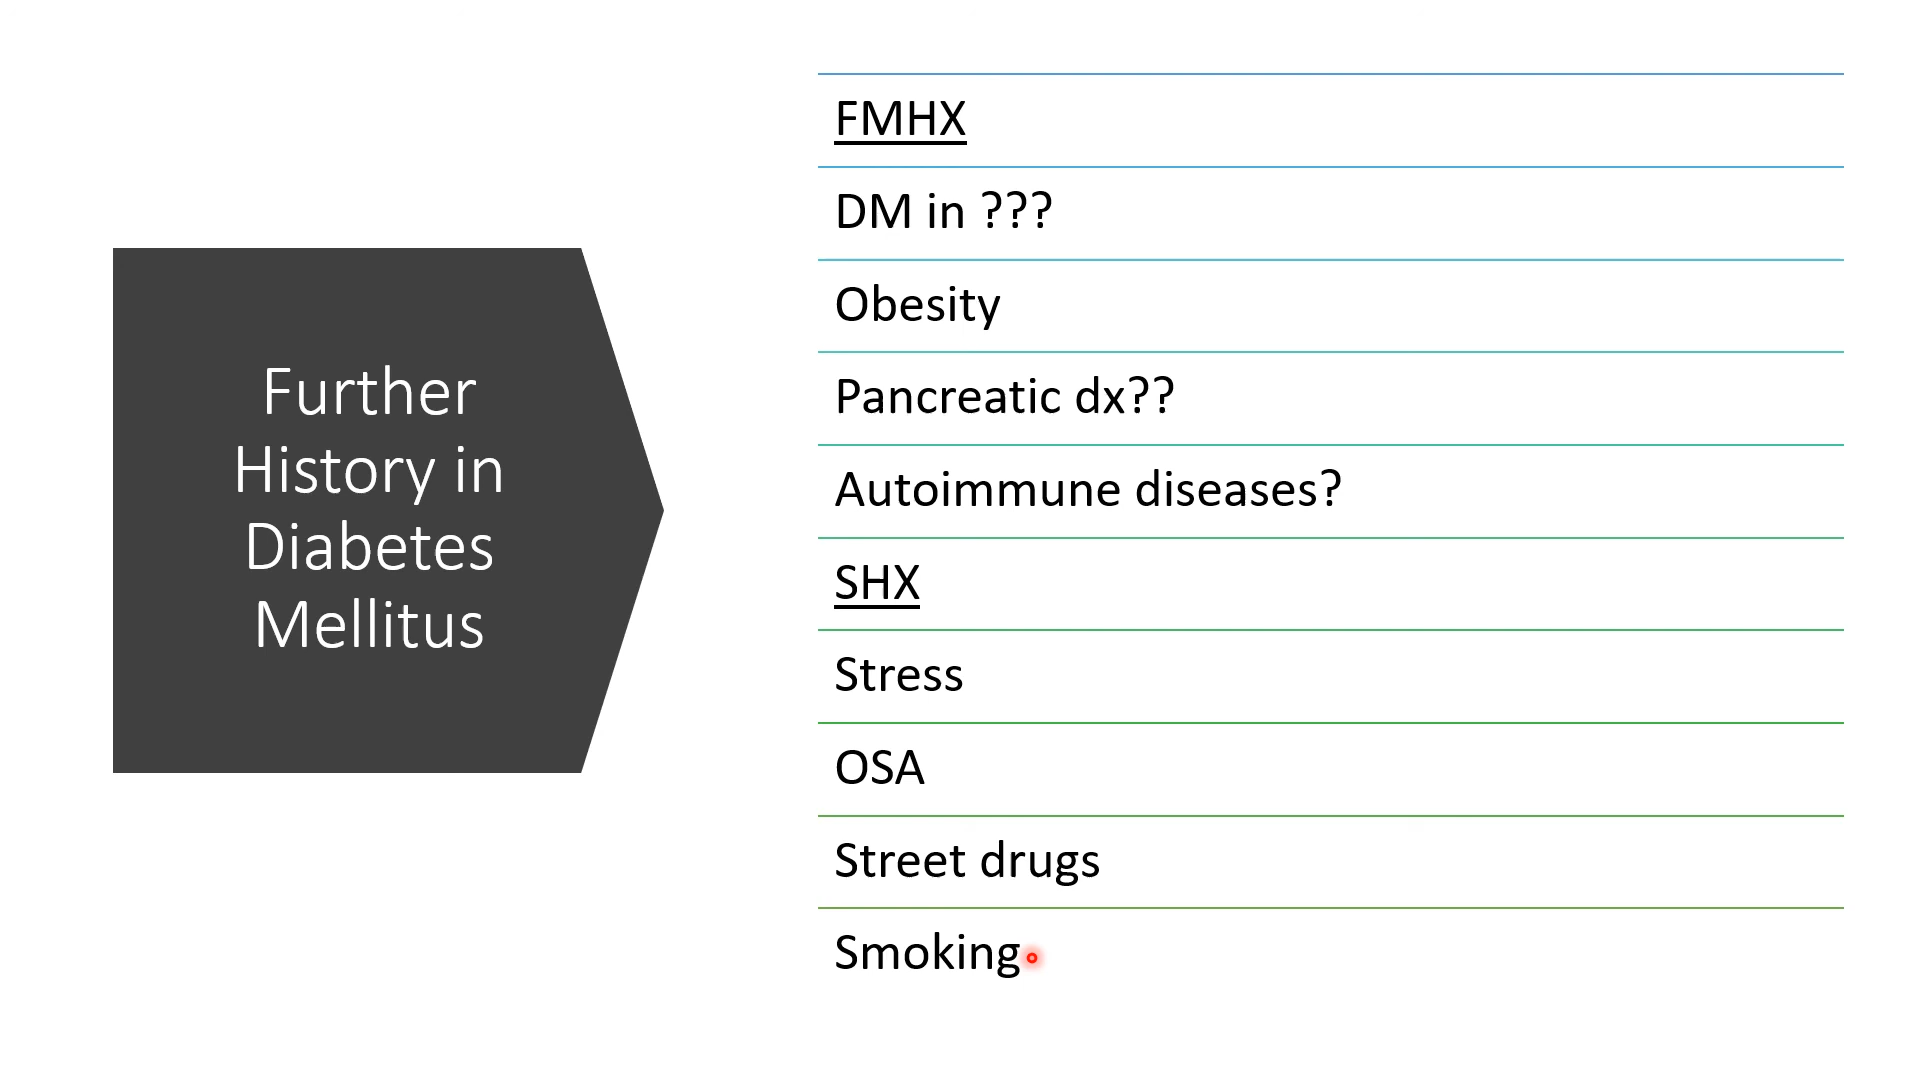 Further
History in
Diabetes
Mellitus
FMHX
DM in ???
Obesity
Pancreatic dx??
Autoimmune diseases?
SHX
Stress
OSA
Street drugs
Smoking